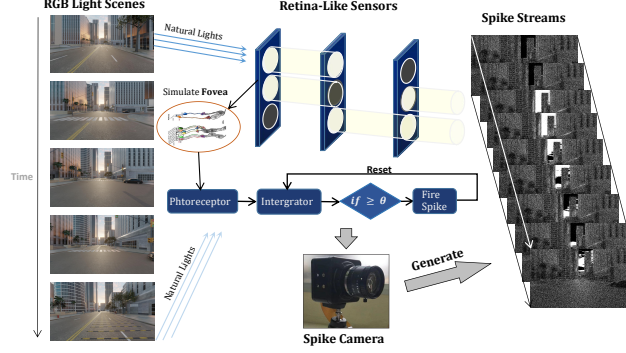 RGB Light Scenes
Retina-Like Sensors
Spike Streams
Natural Lights
Simulate Fovea
Time
Reset
Phtoreceptor
Intergrator
if ≥ θ
Fire
Spike
Natural Lights
Generate
Spike Camera